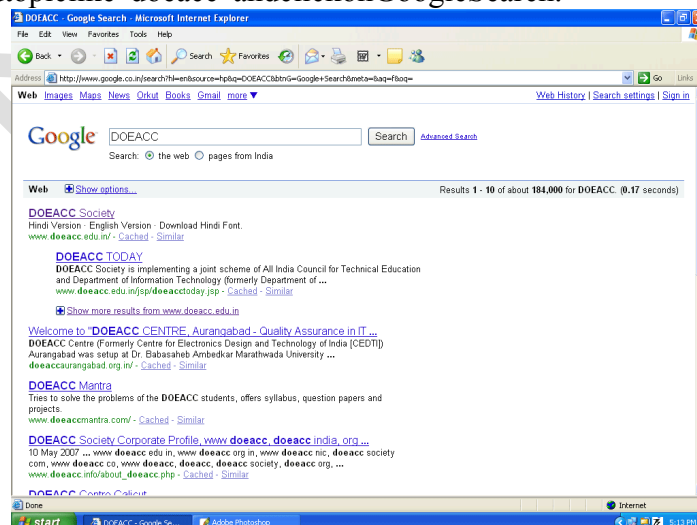 DOEACC - Google Search - Microsoft Internet Explorer
File Edit View Favorites Tools Help
Back Search Favorites
Address http://www.google.co.in/search?hl=en&source=hp&q=DOEACC&btnG=Google+Search&meta=&aq=f&oq= Go Links
Web Images Maps News Orkut Books Gmail more ▼ Web History | Search settings | Sign in
Google DOEACC Search Advanced Search
Search: the web pages from India
Web Show options... Results 1 - 10 of about 184,000 for DOEACC. (0.17 seconds)
DOEACC Society
Hindi Version - English Version - Download Hindi Font.
www.doeacc.edu.in/ - Cached - Similar
DOEACC TODAY
DOEACC Society is implementing a joint scheme of All India Council for Technical Education
and Department of Information Technology (formerly Department of ...
www.doeacc.edu.in/jsp/doeacctoday.jsp - Cached - Similar
Show more results from www.doeacc.edu.in
Welcome to "DOEACC CENTRE, Aurangabad - Quality Assurance in IT ...
DOEACC Centre (Formerly Centre for Electronics Design and Technology of India [CEDTI])
Aurangabad was setup at Dr. Babasaheb Ambedkar Marathwada University ...
doeaccaurangabad.org.in/ - Cached - Similar
DOEACC Mantra
Tries to solve the problems of the DOEACC students, offers syllabus, question papers and
projects.
www.doeaccmantra.com/ - Cached - Similar
DOEACC Society Corporate Profile, www doeacc, doeacc india, org ...
10 May 2007 ... www doeacc edu in, www doeacc org in, www doeacc nic, doeacc society
com, www doeacc co, www doeacc, doeacc, doeacc society, doeacc org, ...
www.doeacc.info/about_doeacc.php - Cached - Similar
DOEACC Centre Calicut
Done Internet
start DOEACC - Google Se... Adobe Photoshop 5:13 PM